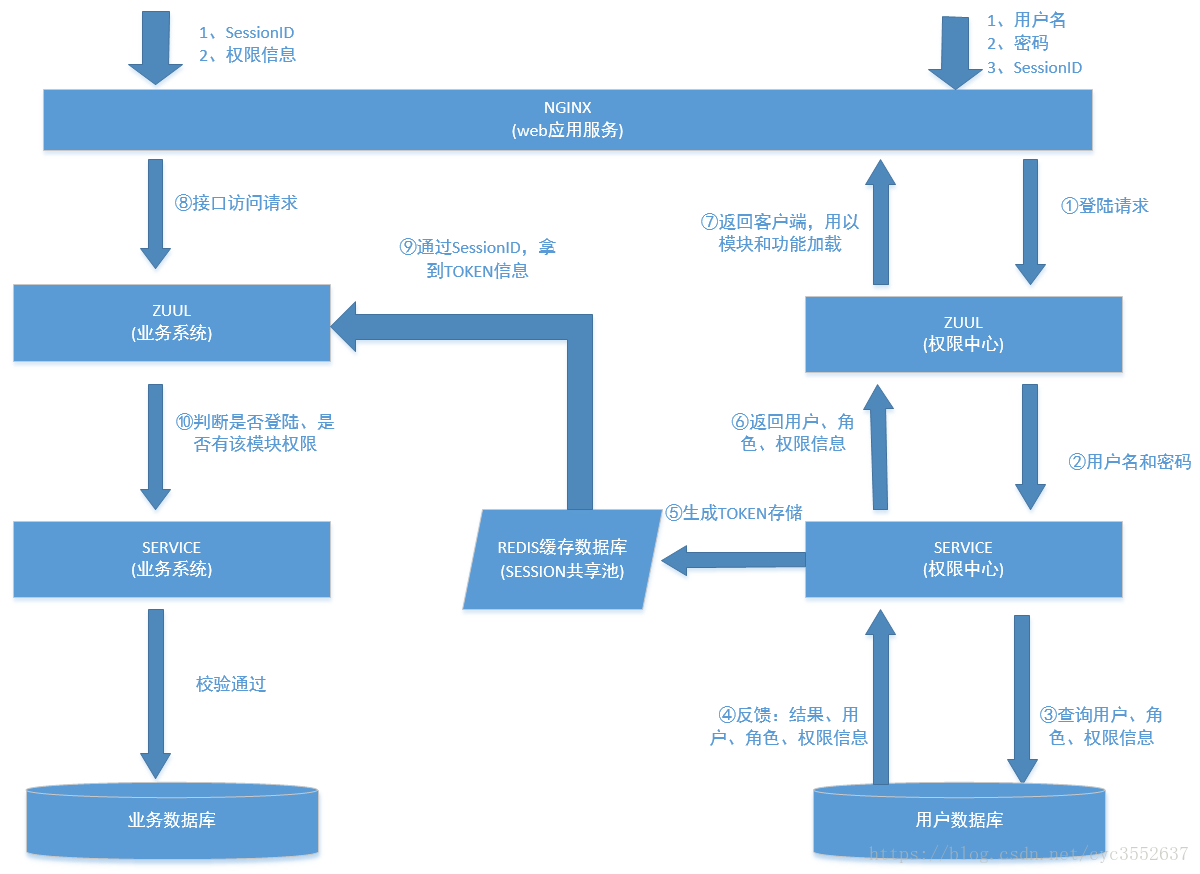 1、SessionID
2、权限信息
1、用户名
2、密码
3、SessionID
NGINX
(web应用服务)
⑧接口访问请求
⑦返回客户端，用以
模块和功能加载
①登陆请求
⑨通过SessionID，拿
到TOKEN信息
ZUUL
(业务系统)
ZUUL
(权限中心)
⑩判断是否登陆、是
否有该模块权限
⑥返回用户、角
色、权限信息
②用户名和密码
⑤生成TOKEN存储
SERVICE
(业务系统)
REDIS缓存数据库
(SESSION共享池)
SERVICE
(权限中心)
校验通过
④反馈：结果、用
户、角色、权限信息
③查询用户、角
色、权限信息
业务数据库
用户数据库
https://blog.csdn.net/cyc3552637